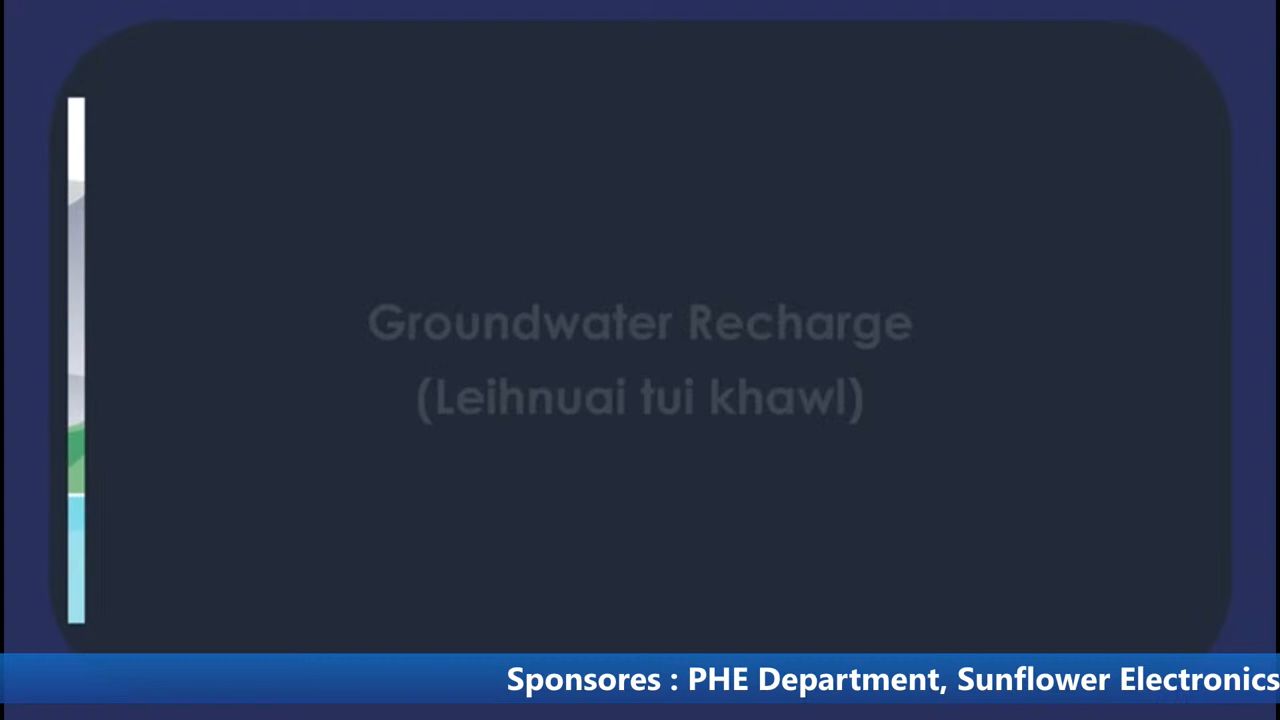 Groundwater Recharge
(Leihnuai tui khawl)
Sponsores : PHE Department, Sunflower Electronics